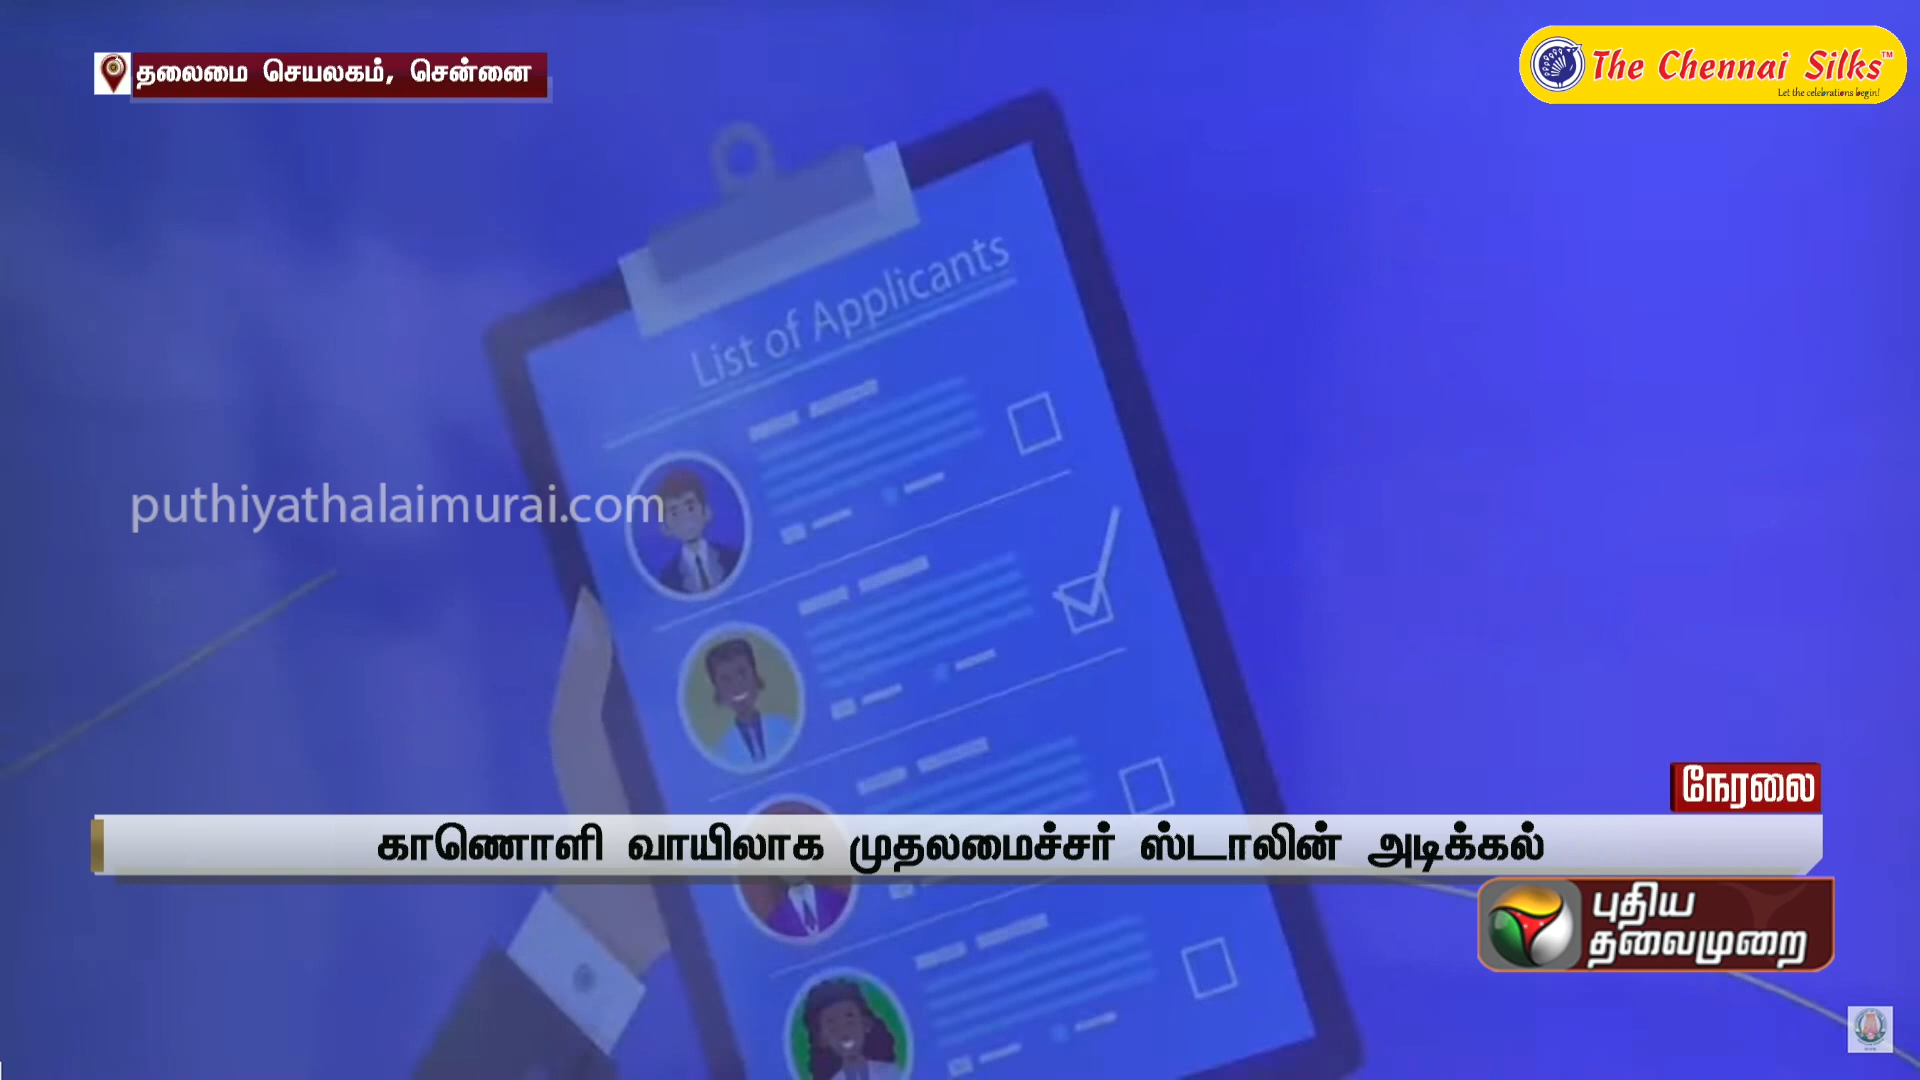 தலைமை செயலகம், சென்னை
The Chennai Silks™
Let the celebrations begin!
List of Applicants
puthiyathalaimurai.com
நேரலை
காணொளி வாயிலாக முதலமைச்சர் ஸ்டாலின் அடிக்கல்
புதிய
தலைமுறை